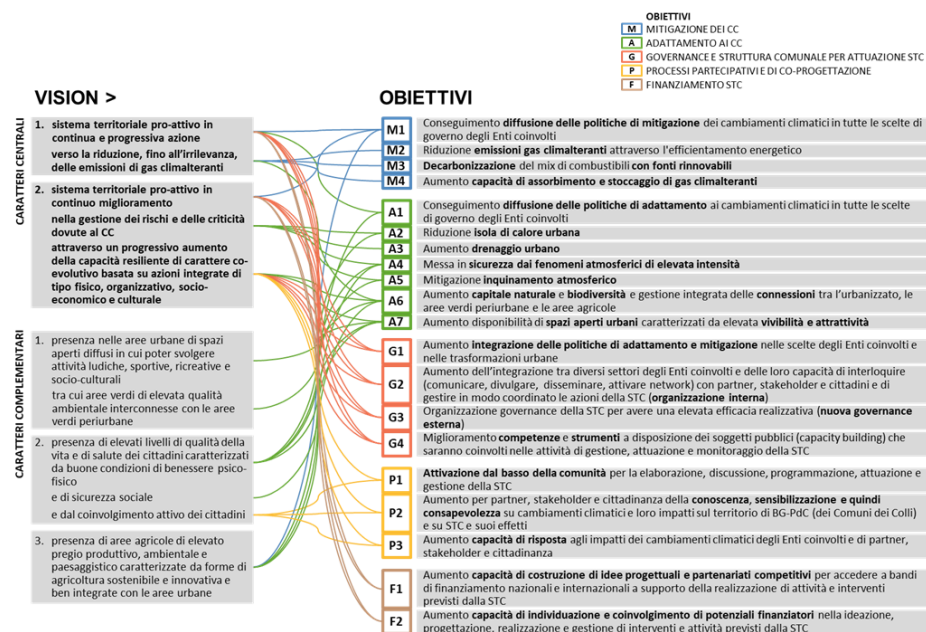 OBIETTIVI
M MITIGAZIONE DEI CC
A ADATTAMENTO AI CC
G GOVERNANCE E STRUTTURA COMUNALE PER ATTUAZIONE STC
P PROCESSI PARTECIPATIVI E DI CO-PROGETTAZIONE
F FINANZIAMENTO STC
VISION >
CARATTERI CENTRALI
1. sistema territoriale pro-attivo in
continua e progressiva azione
verso la riduzione, fino all'irrilevanza,
delle emissioni di gas climalteranti
2. sistema territoriale pro-attivo in
continuo miglioramento
nella gestione dei rischi e delle criticità
dovute al CC
attraverso un progressivo aumento
della capacità resiliente di carattere co-
evolutivo basata su azioni integrate di
tipo fisico, organizzativo, socio-
economico e culturale
CARATTERI COMPLEMENTARI
1. presenza nelle aree urbane di spazi
aperti diffusi in cui poter svolgere
attività ludiche, sportive, ricreative e
socio-culturali
tra cui aree verdi di elevata qualità
ambientale interconnesse con le aree
verdi periurbane
2. presenza di elevati livelli di qualità della
vita e di salute dei cittadini caratterizzati
da buone condizioni di benessere psico-
fisico
e di sicurezza sociale
e dal coinvolgimento attivo dei cittadini
3. presenza di aree agricole di elevato
pregio produttivo, ambientale e
paesaggistico caratterizzate da forme di
agricoltura sostenibile e innovativa e
ben integrate con le aree urbane
OBIETTIVI
M1 Conseguimento diffusione delle politiche di mitigazione dei cambiamenti climatici in tutte le scelte di
governo degli Enti coinvolti
M2 Riduzione emissioni gas climalteranti attraverso l'efficientamento energetico
M3 Decarbonizzazione del mix di combustibili con fonti rinnovabili
M4 Aumento capacità di assorbimento e stoccaggio di gas climalteranti
A1 Conseguimento diffusione delle politiche di adattamento ai cambiamenti climatici in tutte le scelte
di governo degli Enti coinvolti
A2 Riduzione isola di calore urbana
A3 Aumento drenaggio urbano
A4 Messa in sicurezza dai fenomeni atmosferici di elevata intensità
A5 Mitigazione inquinamento atmosferico
A6 Aumento capitale naturale e biodiversità e gestione integrata delle connessioni tra l'urbanizzato, le
aree verdi periurbane e le aree agricole
A7 Aumento disponibilità di spazi aperti urbani caratterizzati da elevata vivibilità e attrattività
G1 Aumento integrazione delle politiche di adattamento e mitigazione nelle scelte degli Enti coinvolti e
nelle trasformazioni urbane
G2 Aumento dell'integrazione tra diversi settori degli Enti coinvolti e delle loro capacità di interloquire
(comunicare, divulgare, disseminare, attivare network) con partner, stakeholder e cittadini e di
gestire in modo coordinato le azioni della STC (organizzazione interna)
G3 Organizzazione governance della STC per avere una elevata efficacia realizzativa (nuova governance
esterna)
G4 Miglioramento competenze e strumenti a disposizione dei soggetti pubblici (capacity building) che
saranno coinvolti nelle attività di gestione, attuazione e monitoraggio della STC
P1 Attivazione dal basso della comunità per la elaborazione, discussione, programmazione, attuazione e
gestione della STC
P2 Aumento per partner, stakeholder e cittadinanza della conoscenza, sensibilizzazione e quindi
consapevolezza su cambiamenti climatici e loro impatti sul territorio di BG-PdC (dei Comuni dei Colli)
e su STC e suoi effetti
P3 Aumento capacità di risposta agli impatti dei cambiamenti climatici degli Enti coinvolti e di partner,
stakeholder e cittadinanza
F1 Aumento capacità di costruzione di idee progettuali e partenariati competitivi per accedere a bandi
di finanziamento nazionali e internazionali a supporto della realizzazione di attività e interventi
previsti dalla STC
F2 Aumento capacità di individuazione e coinvolgimento di potenziali finanziatori nella ideazione,
progettazione, realizzazione e gestione di interventi e attività previsti dalla STC